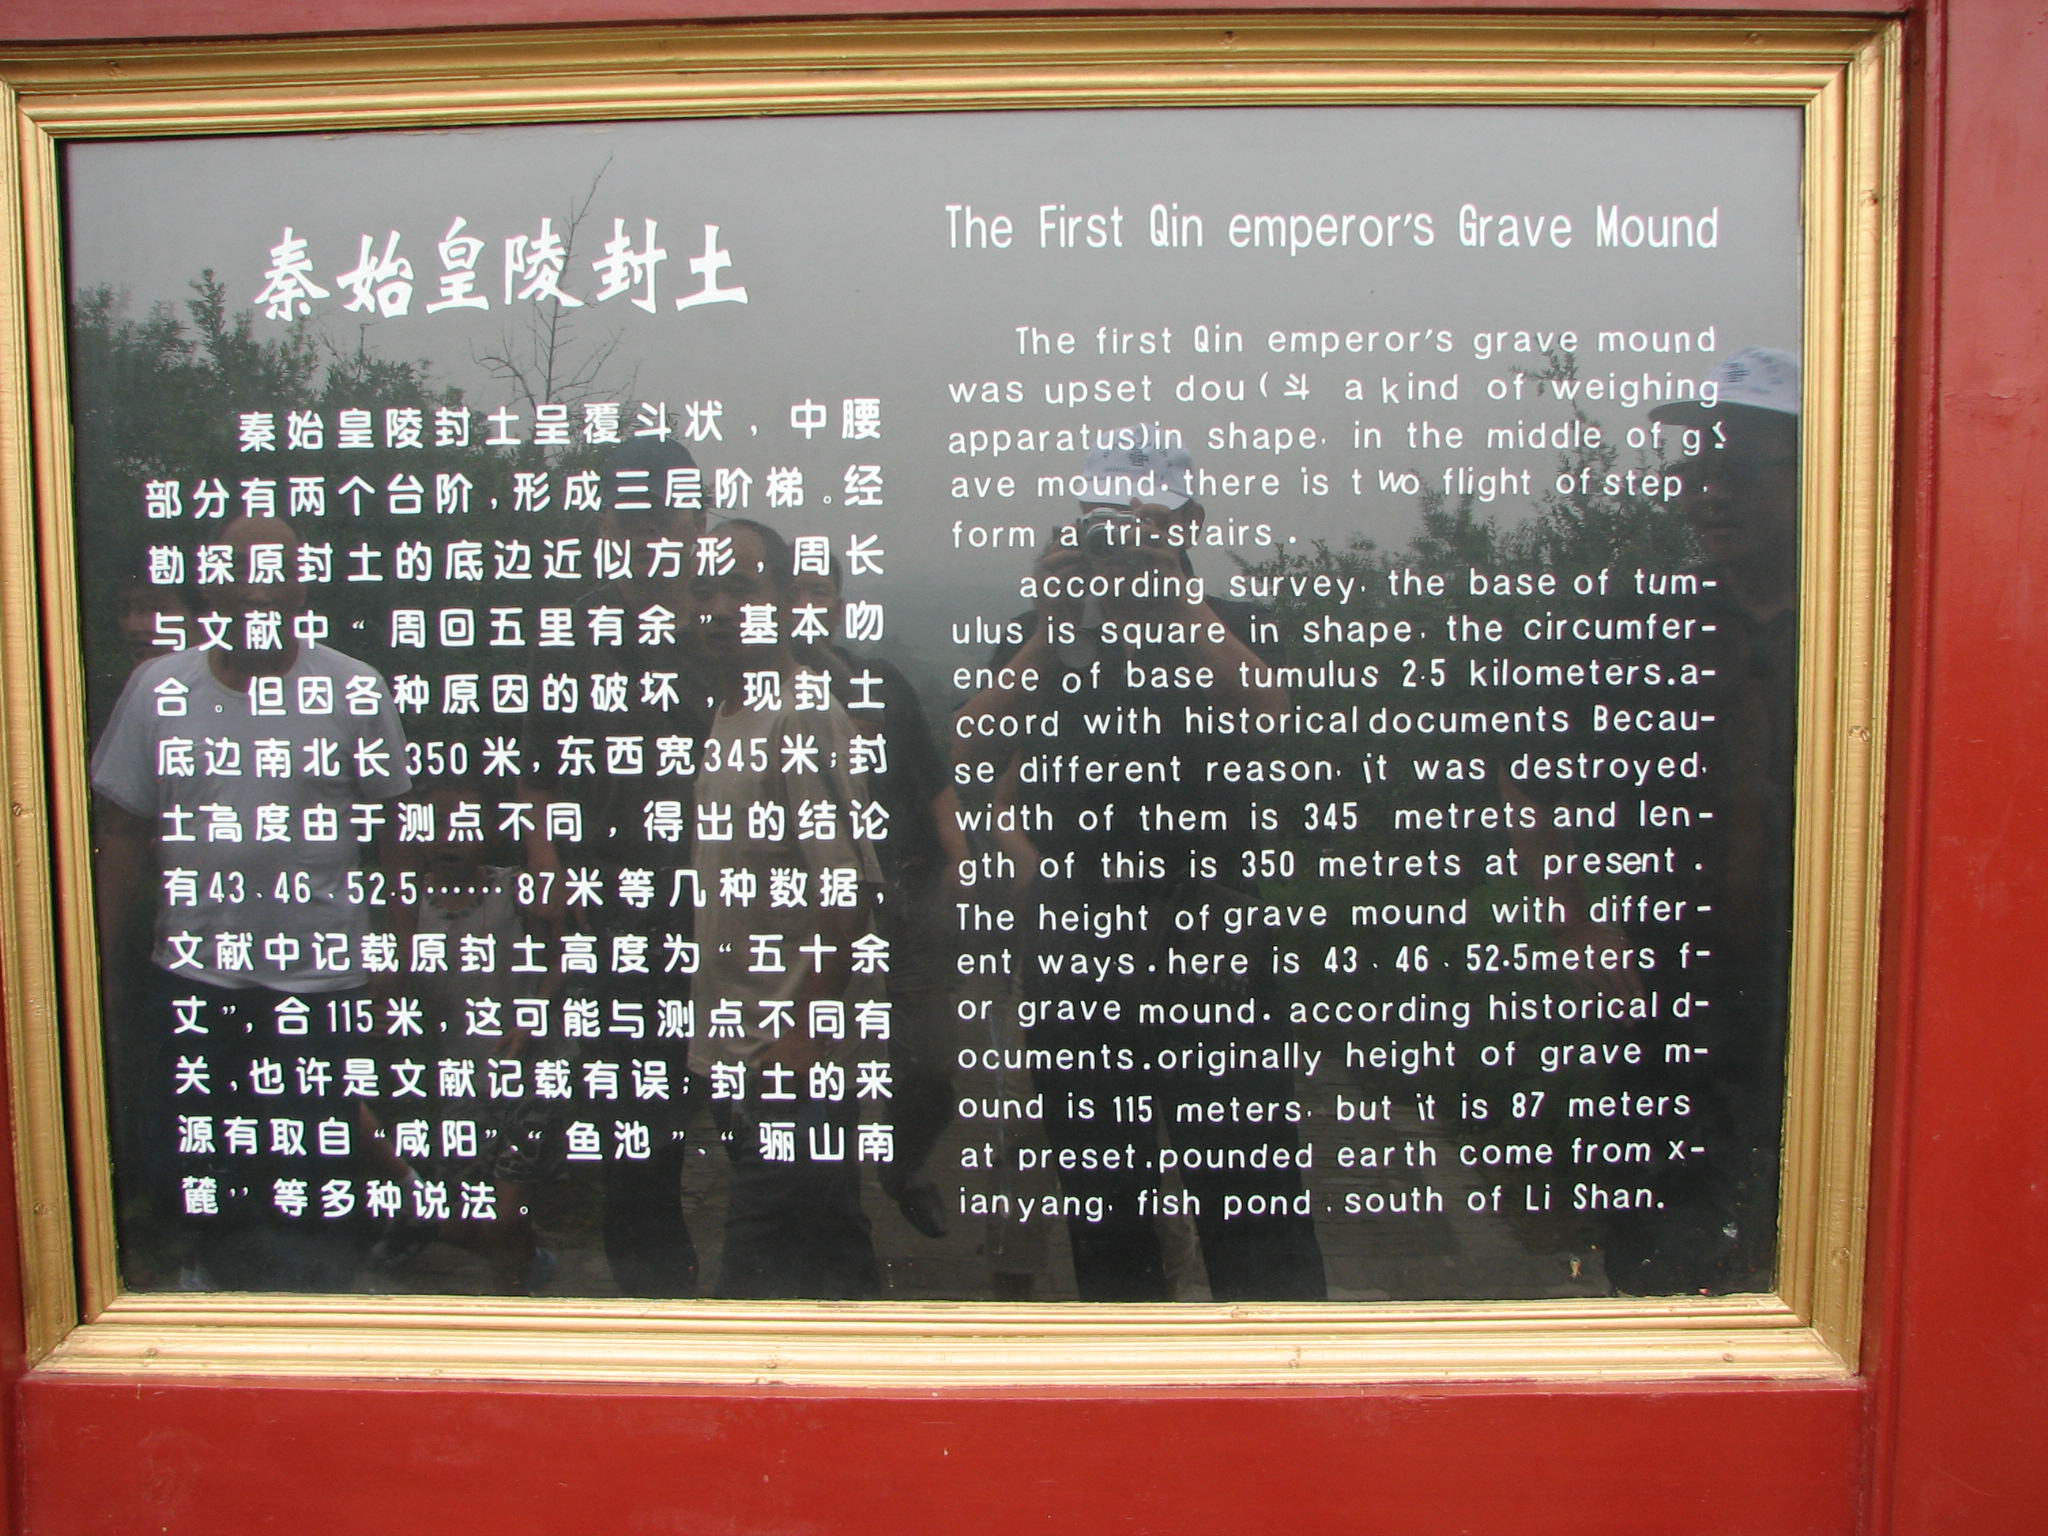 秦始皇陵封土
秦始皇陵封土呈覆斗状，中腰
部分有两个台阶，形成三层阶梯。经
勘探原封土的底边近似方形，周长
与文献中“周回五里有余”基本吻
合。但因各种原因的破坏，现封土
底边南北长350米，东西宽345米；封
土高度由于测点不同，得出的结论
有43、46、52·5……87米等几种数据，
文献中记载原封土高度为“五十余
丈”，合115米，这可能与测点不同有
关，也许是文献记载有误；封土的来
源有取自“咸阳”、“鱼池”、“骊山南
麓”等多种说法。
The First Qin emperor's Grave Mound
The first Qin emperor's grave mound
was upset dou(斗 a kind of weighing
apparatus)in shape, in the middle of g
ave mound, there is two flight of step ,
form a tri-stairs.
according survey, the base of tum-
ulus is square in shape, the circumfer-
ence of base tumulus 2·5 kilometers.a-
ccord with historical documents Becau-
se different reason, it was destroyed,
width of them is 345 metrets and len-
gth of this is 350 metrets at present .
The height of grave mound with differ-
ent ways.here is 43、46、52·5meters f-
or grave mound. according historical d-
ocuments.originally height of grave m-
ound is 115 meters, but it is 87 meters
at preset.pounded earth come from x-
ianyang, fish pond ,south of Li Shan.